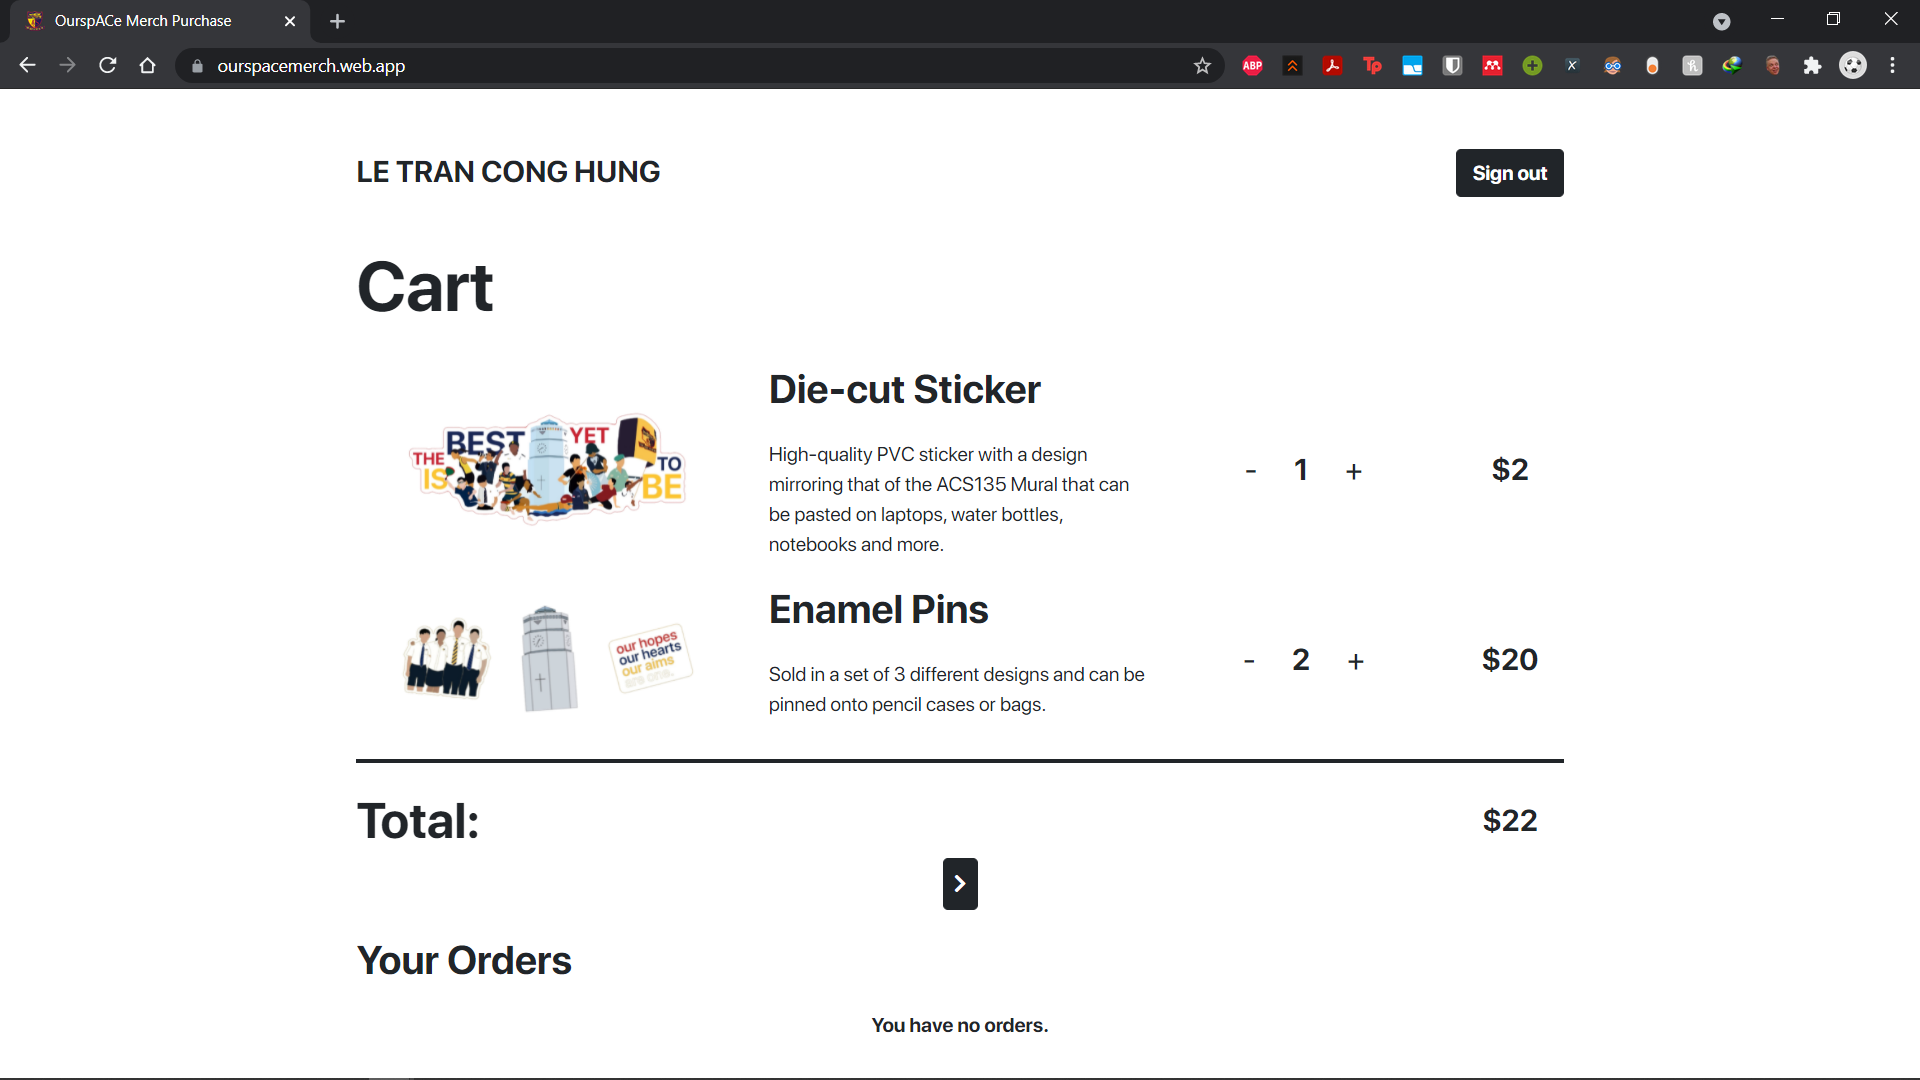 OurspACe Merch Purchase
ourspacemerch.web.app
ABP
LE TRAN CONG HUNG
Sign out
Cart
THE BEST YET TO
IS BE
Die-cut Sticker
High-quality PVC sticker with a design
mirroring that of the ACS135 Mural that can
be pasted on laptops, water bottles,
notebooks and more.
- 1 +
$2
our hopes
our hearts
our aims
are one.
Enamel Pins
Sold in a set of 3 different designs and can be
pinned onto pencil cases or bags.
- 2 +
$20
Total:
$22
Your Orders
You have no orders.